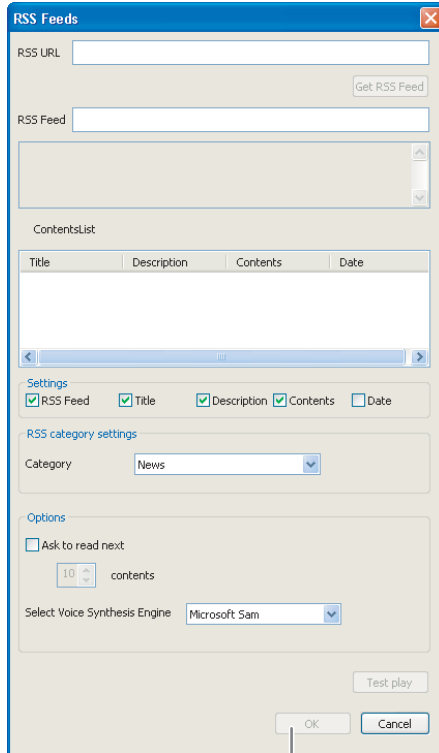 RSS Feeds
RSS URL
Get RSS Feed
RSS Feed
ContentsList
Title Description Contents Date
Settings
RSS Feed Title Description Contents Date
RSS category settings
Category News
Options
Ask to read next
10 contents
Select Voice Synthesis Engine Microsoft Sam
Test play
OK Cancel